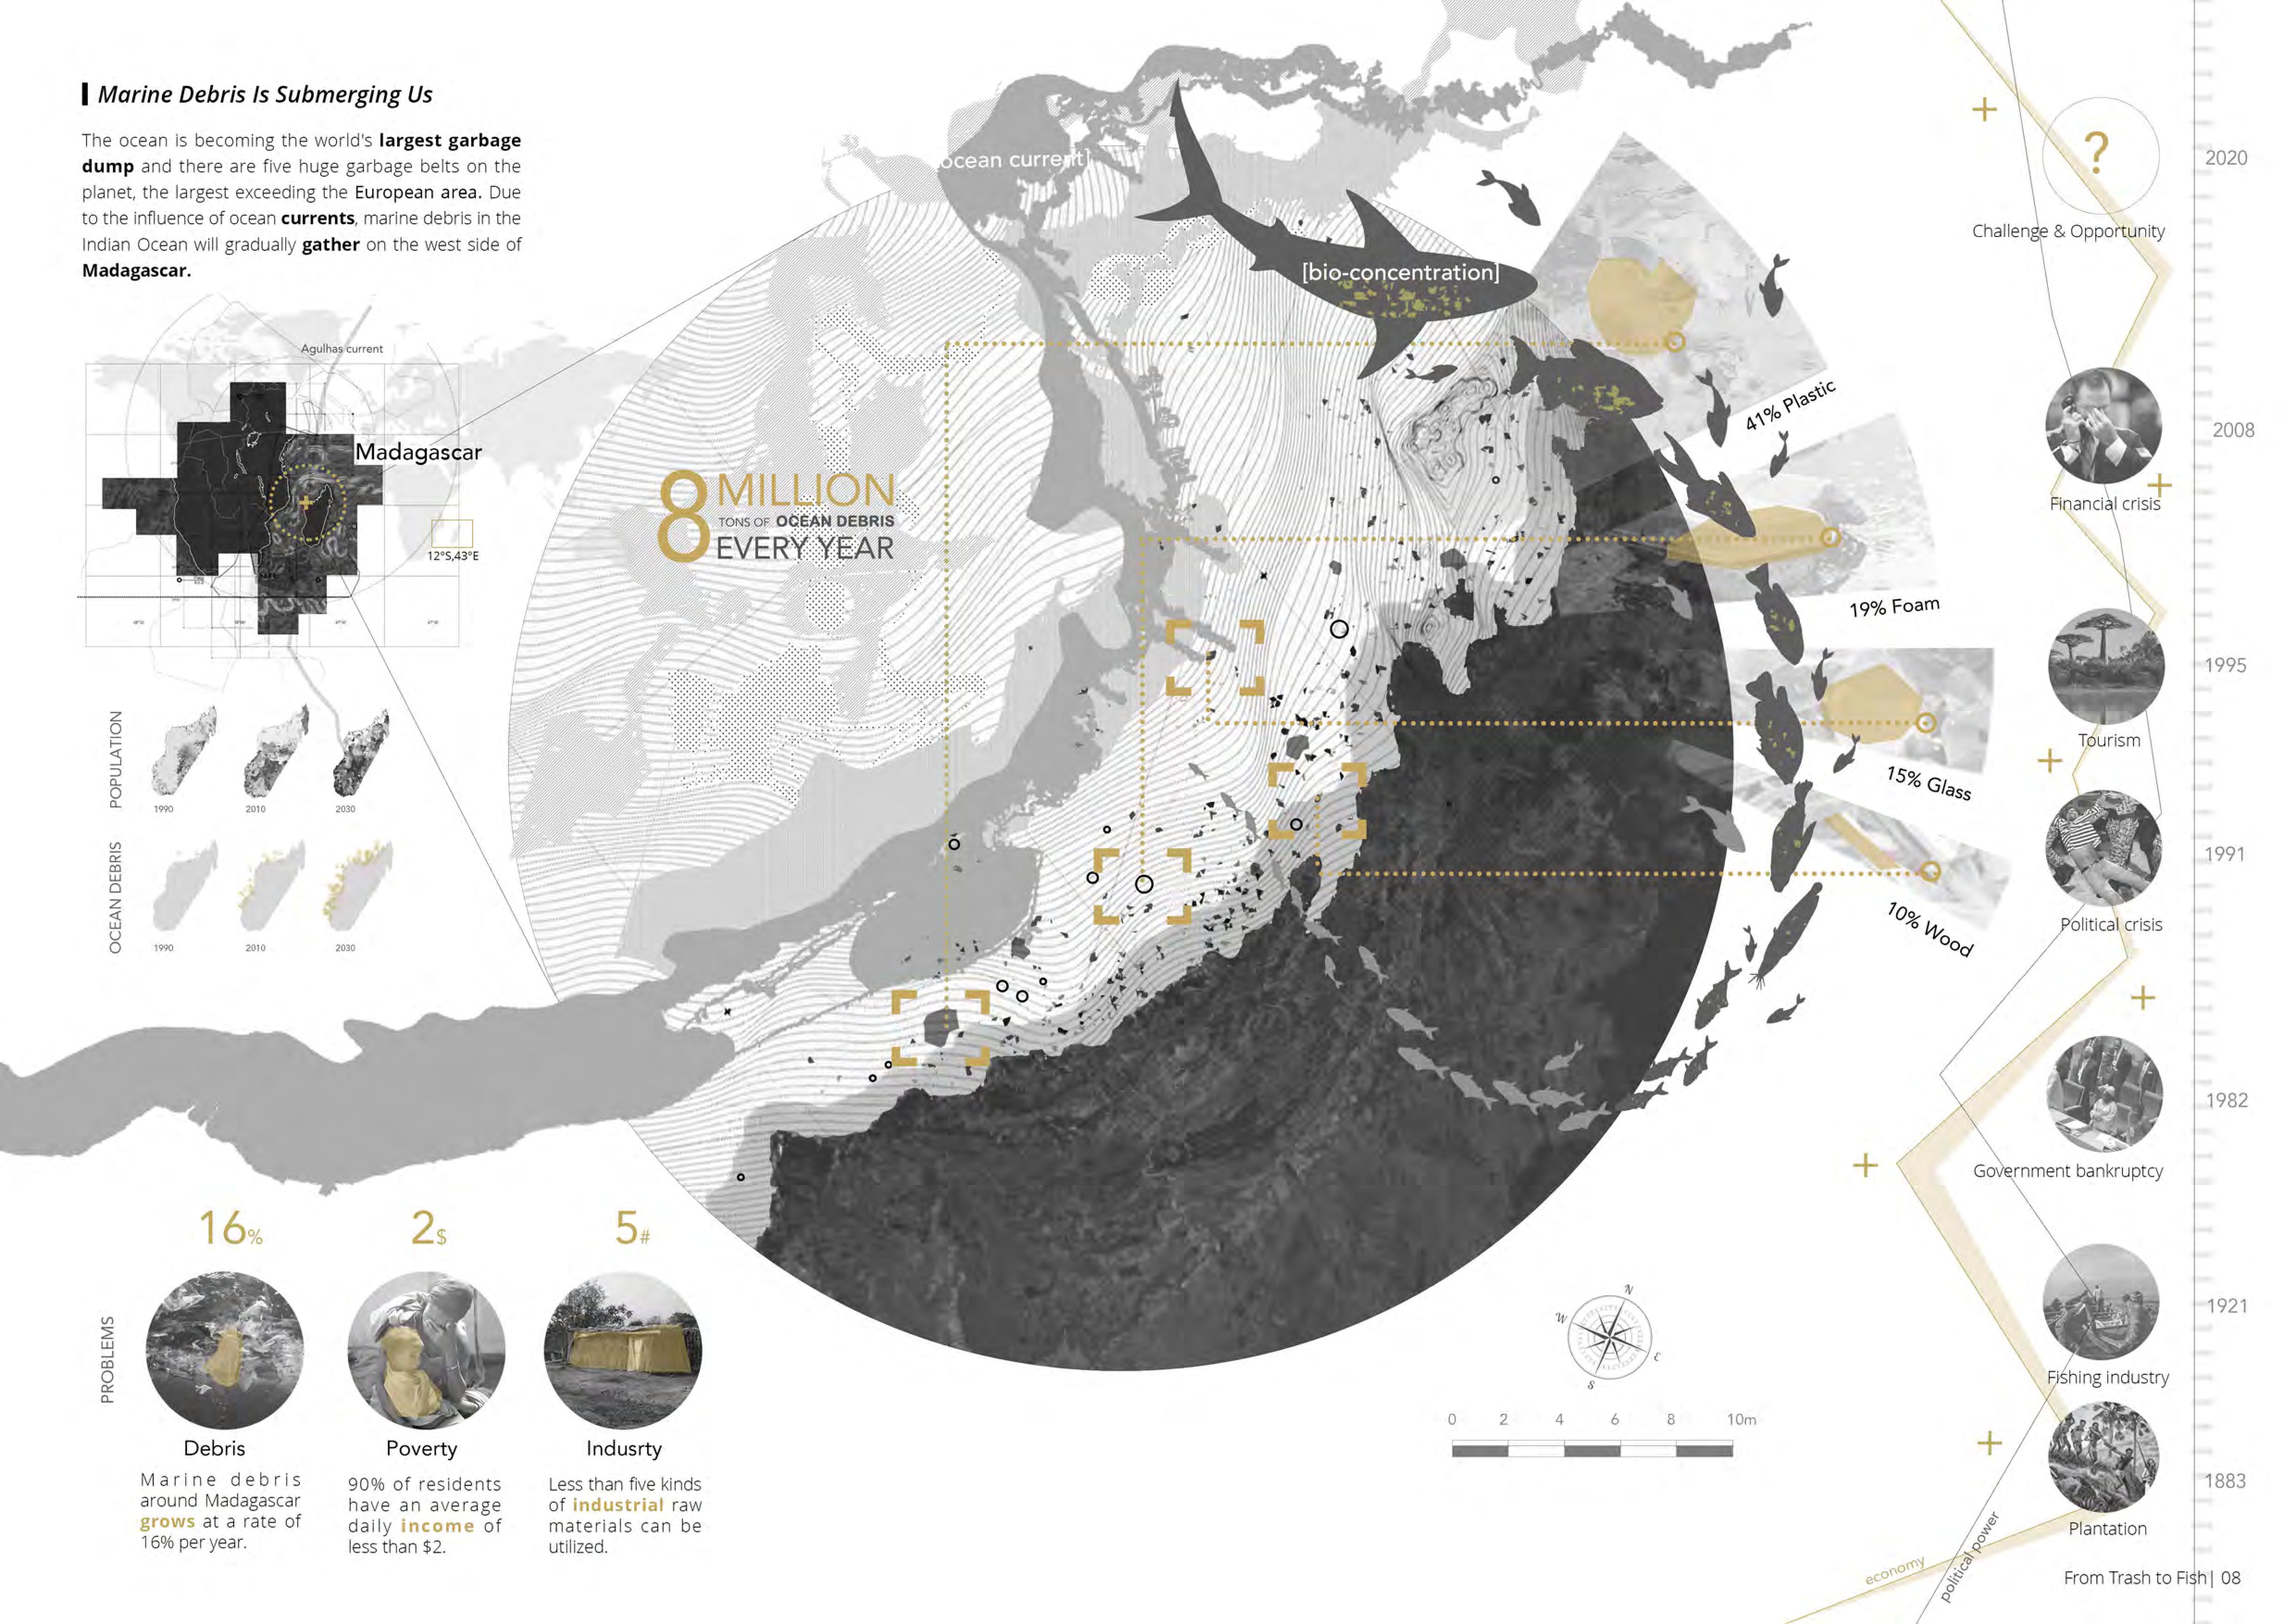 Marine Debris Is Submerging Us
The ocean is becoming the world's largest garbage
dump and there are five huge garbage belts on the
planet, the largest exceeding the European area. Due
to the influence of ocean currents, marine debris in the
Indian Ocean will gradually gather on the west side of
Madagascar.
Agulhas current
Madagascar
12°S,43°E
POPULATION
1990
2010
2030
OCEAN DEBRIS
1990
2010
2030
8 MILLION
TONS OF OCEAN DEBRIS
EVERY YEAR
ocean current]
[bio-concentration]
41% Plastic
19% Foam
15% Glass
10% Wood
PROBLEMS
16%
Debris
Marine debris
around Madagascar
grows at a rate of
16% per year.
2$
Poverty
90% of residents
have an average
daily income of
less than $2.
5#
Indusrty
Less than five kinds
of industrial raw
materials can be
utilized.
N
W
E
S
0 2 4 6 8 10m
?
Challenge & Opportunity
2020
Financial crisis
2008
Tourism
1995
Political crisis
1991
Government bankruptcy
1982
Fishing industry
1921
Plantation
1883
economy
political power
From Trash to Fish| 08